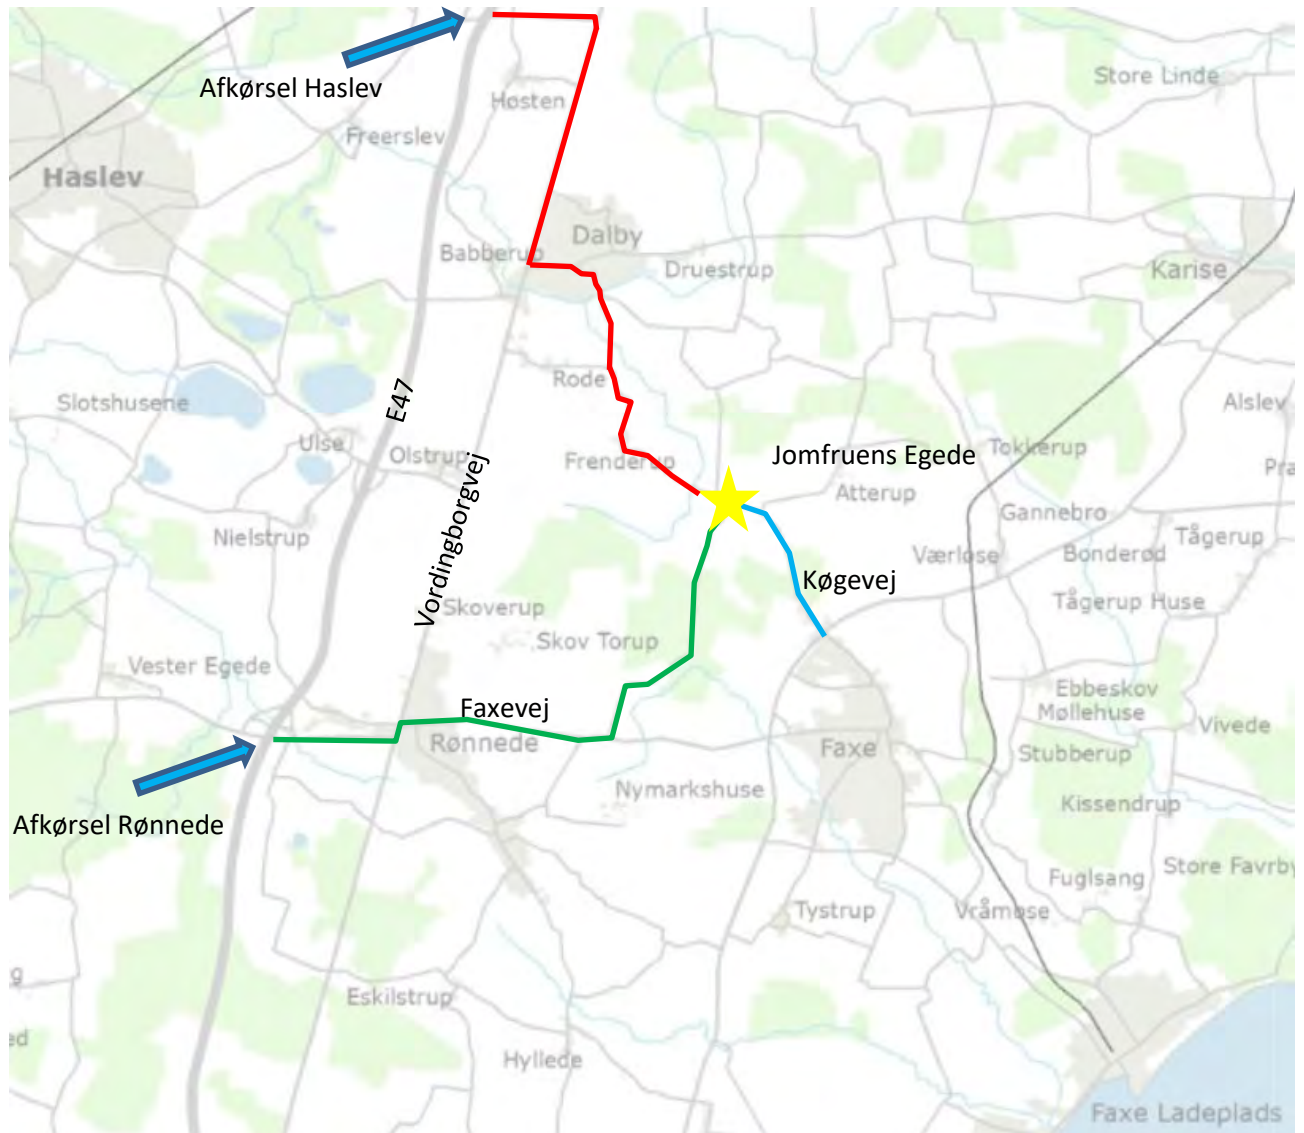 Afkørsel Haslev
Høsten
Store Linde
Freerslev
Haslev
Babberup
Dalby
Druestrup
Karise
Rode
Slotshusene
E47
Alslev
Ulse
Olstrup
Vordingborgvej
Frenderup
Jomfruens Egede
Tokkerup
Atterup
Gannebro
Nielstrup
Tågerup
Værløse
Bonderød
Køgevej
Skoverup
Tågerup Huse
Skov Torup
Vester Egede
Ebbeskov
Møllehuse
Faxevej
Vivede
Rønnede
Faxe
Stubberup
Nymarkshuse
Kissendrup
Afkørsel Rønnede
Store Favrby
Fuglsang
Tystrup
Vråmose
Eskilstrup
Hyllede
Faxe Ladeplads